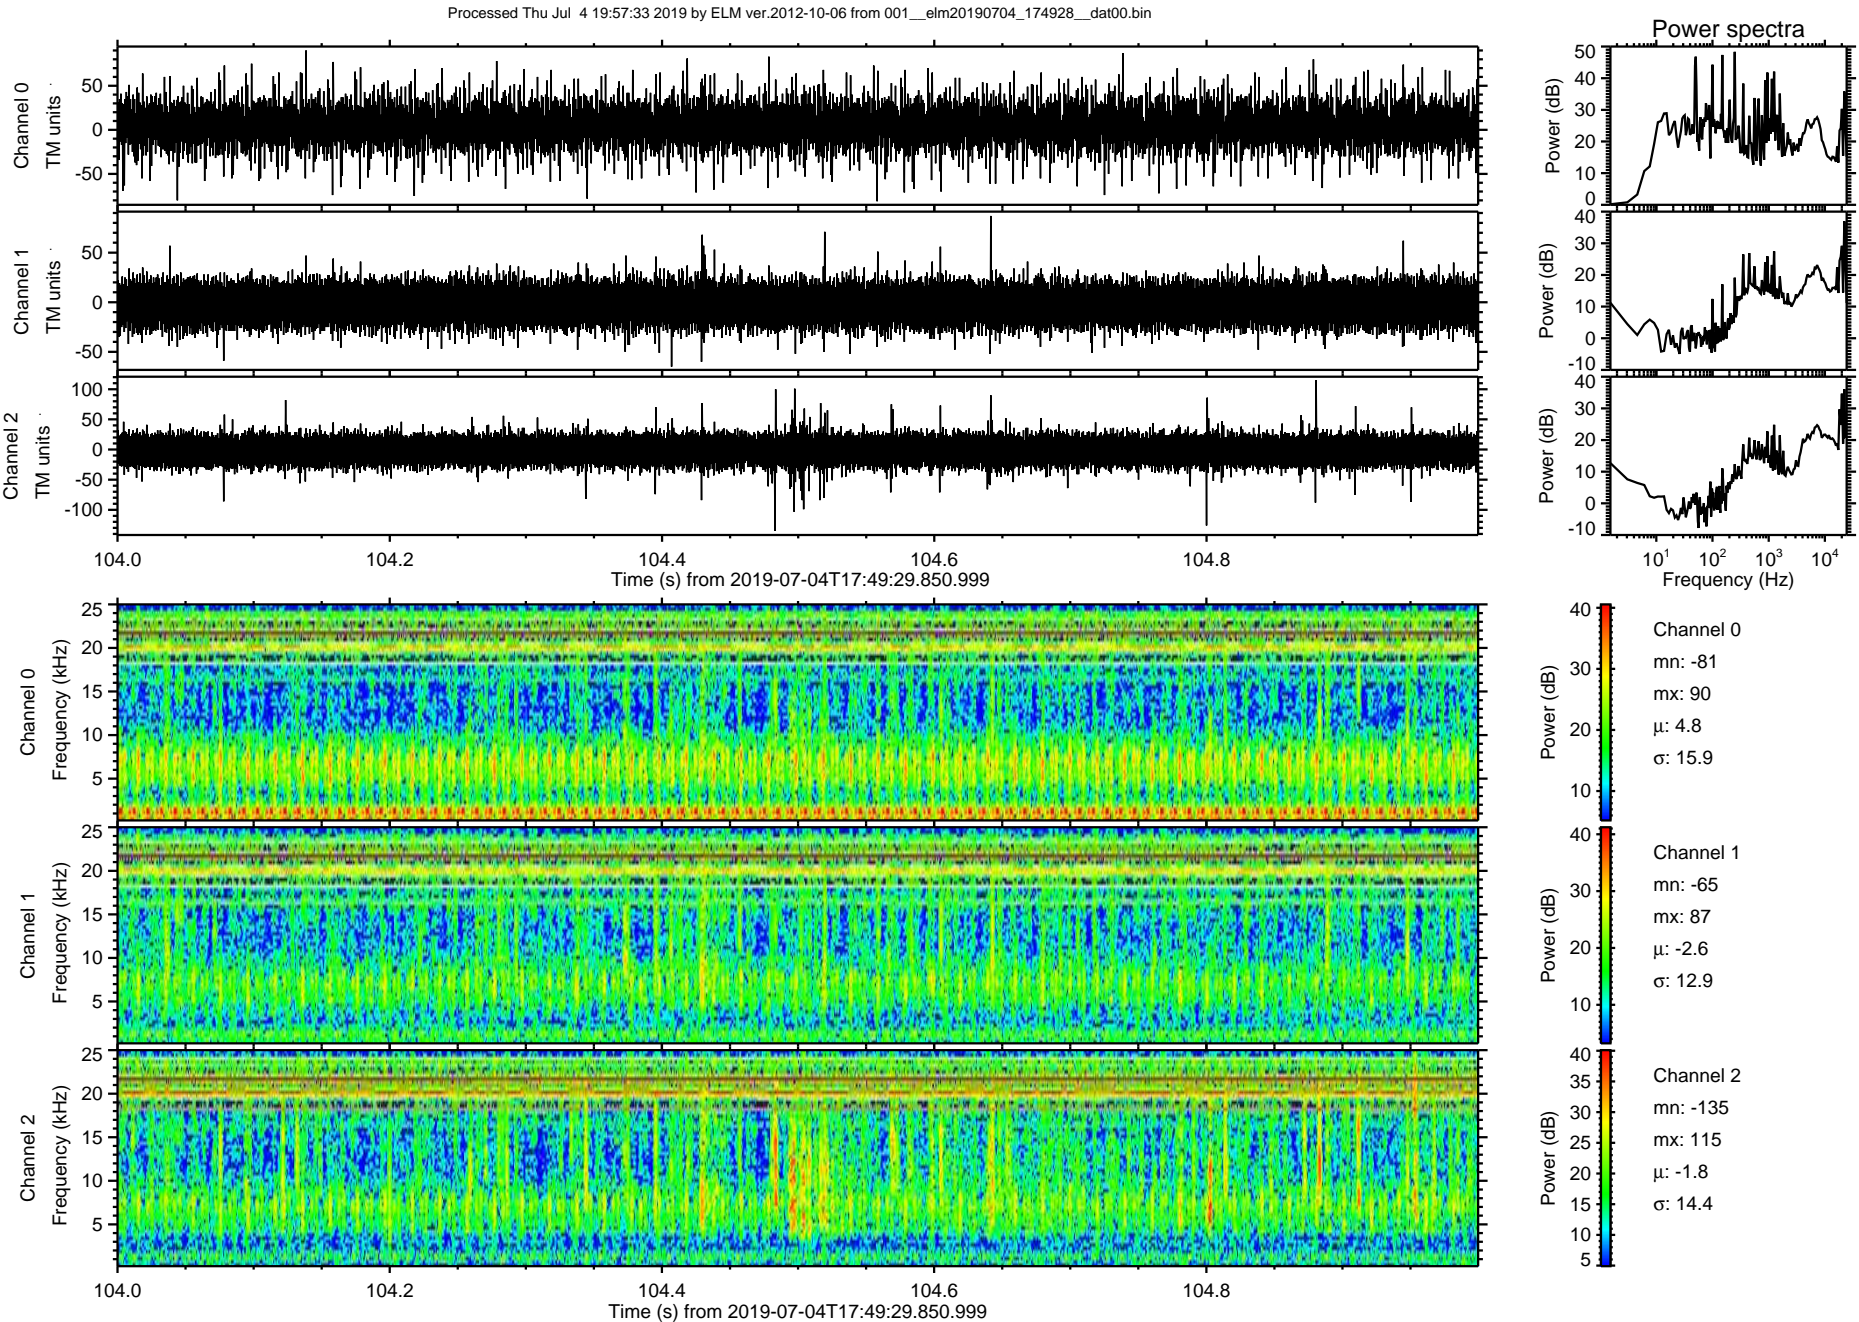 Processed Thu Jul  4 19:57:33 2019 by ELM ver.2012-10-06 from 001__elm20190704_174928__dat00.bin
Power spectra
Channel 0
TM units
50
0
-50
Power (dB)
50
40
30
20
10
0
Channel 1
TM units
50
0
-50
Power (dB)
40
30
20
10
0
-10
Channel 2
TM units
100
50
0
-50
-100
Power (dB)
40
30
20
10
0
-10
104.0 104.2 104.4 104.6 104.8
Time (s) from 2019-07-04T17:49:29.850.999
10^1 10^2 10^3 10^4
Frequency (Hz)
Channel 0
Frequency (kHz)
25
20
15
10
5
Power (dB)
40
30
20
10
Channel 0
mn: -81
mx: 90
μ: 4.8
σ: 15.9
Channel 1
Frequency (kHz)
25
20
15
10
5
Power (dB)
40
30
20
10
Channel 1
mn: -65
mx: 87
μ: -2.6
σ: 12.9
Channel 2
Frequency (kHz)
25
20
15
10
5
Power (dB)
40
35
30
25
20
15
10
5
Channel 2
mn: -135
mx: 115
μ: -1.8
σ: 14.4
104.0 104.2 104.4 104.6 104.8
Time (s) from 2019-07-04T17:49:29.850.999